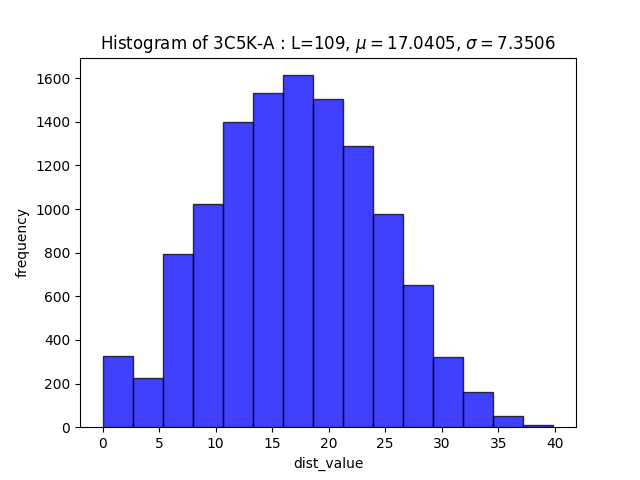 Histogram of 3C5K-A : L=109, μ = 17.0405, σ = 7.3506
1600
1400
1200
1000
800
600
400
200
0
frequency
0 5 10 15 20 25 30 35 40
dist_value